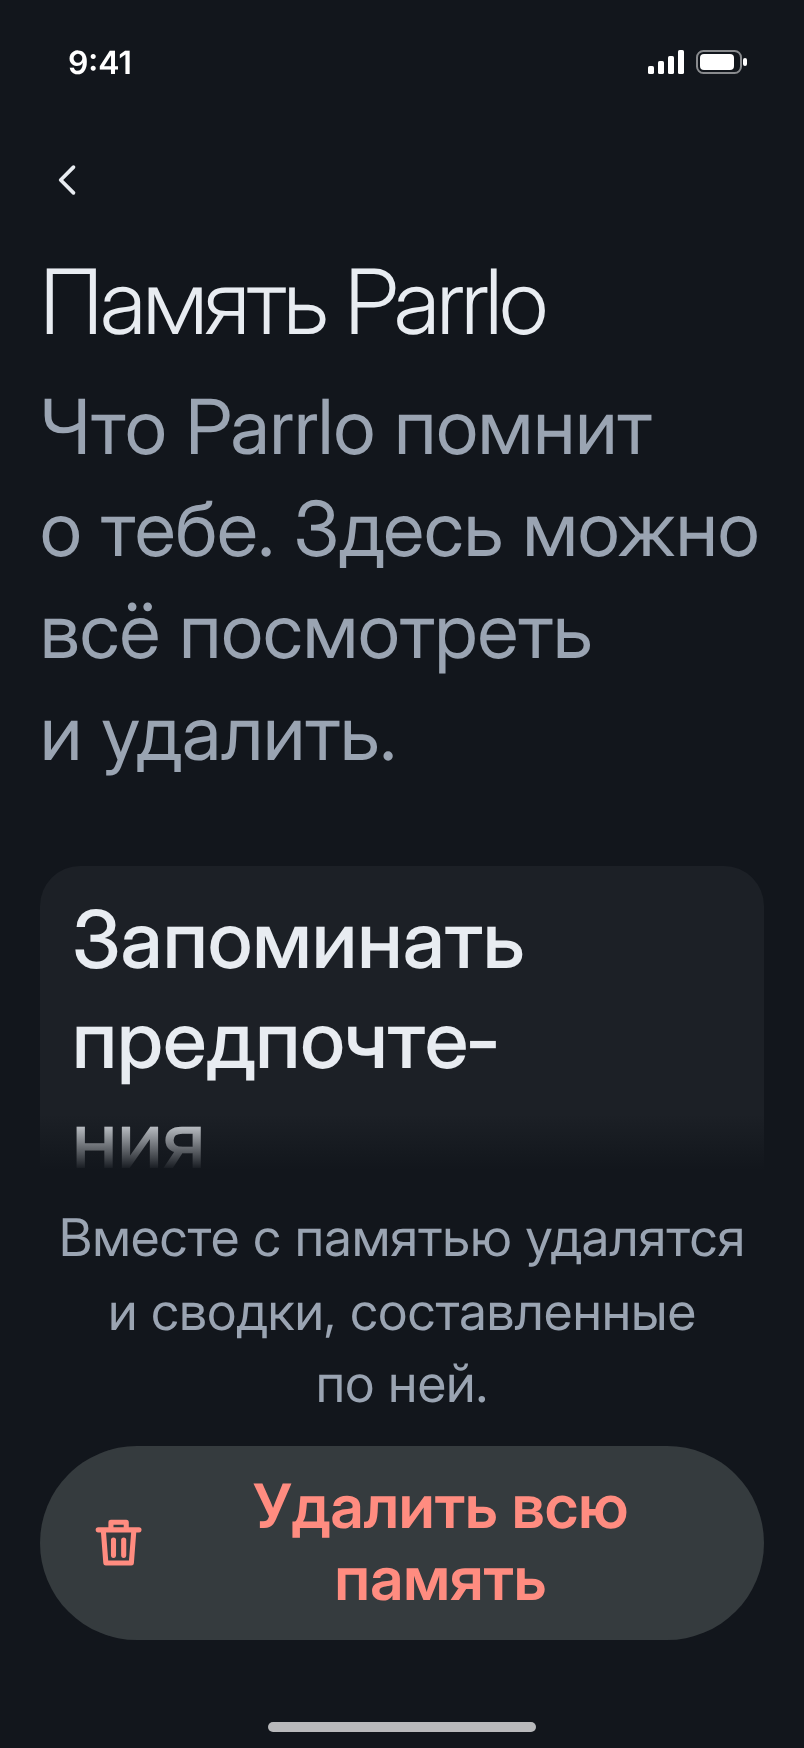 9:41
Память Parrlo
Что Parrlo помнит
о тебе. Здесь можно
всё посмотреть
и удалить.
Запоминать
предпочте-
ния
Вместе с памятью удалятся
и сводки, составленные
по ней.
Удалить всю
память